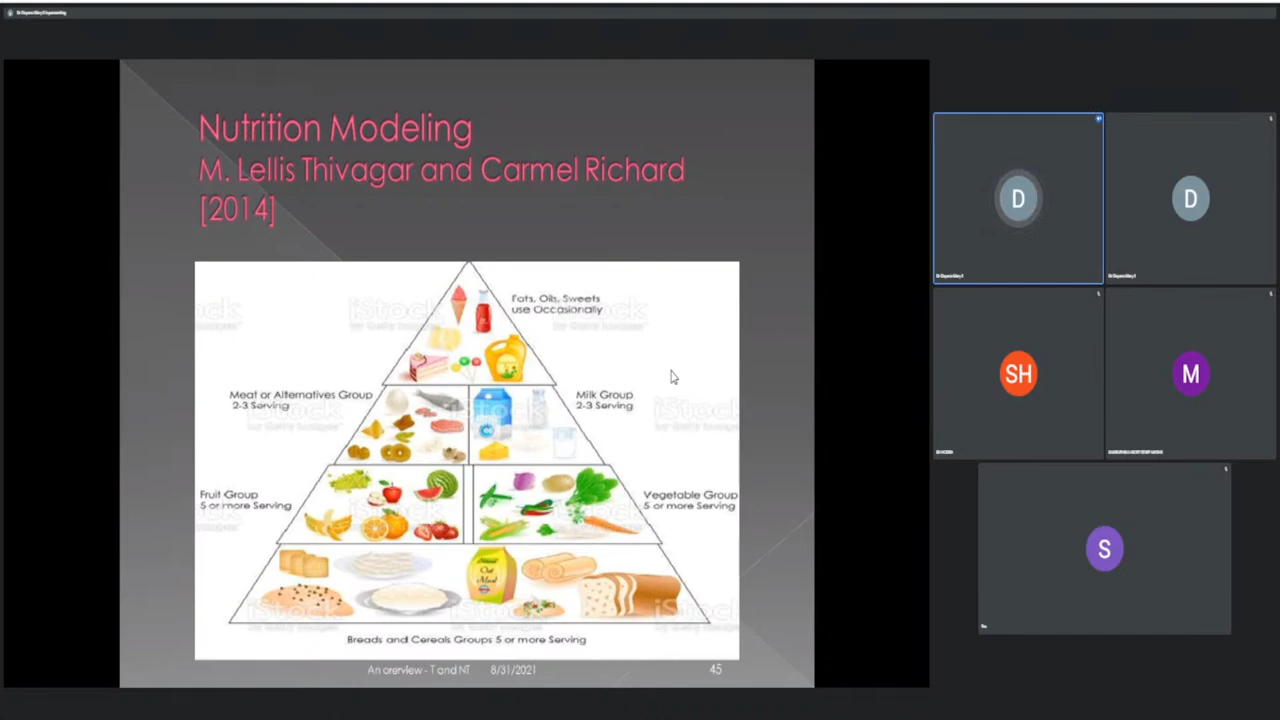 Nutrition Modeling
M. Lellis Thivagar and Carmel Richard
[2014]
Fats, Oils, Sweets
use Occasionally
Meat or Alternatives Group
2-3 Serving
Milk Group
2-3 Serving
Fruit Group
5 or more Serving
Vegetable Group
5 or more Serving
Breads and Cereals Groups 5 or more Serving
iStock
An orerview - T and NT 8/31/2021 45
D
D
SH
M
S